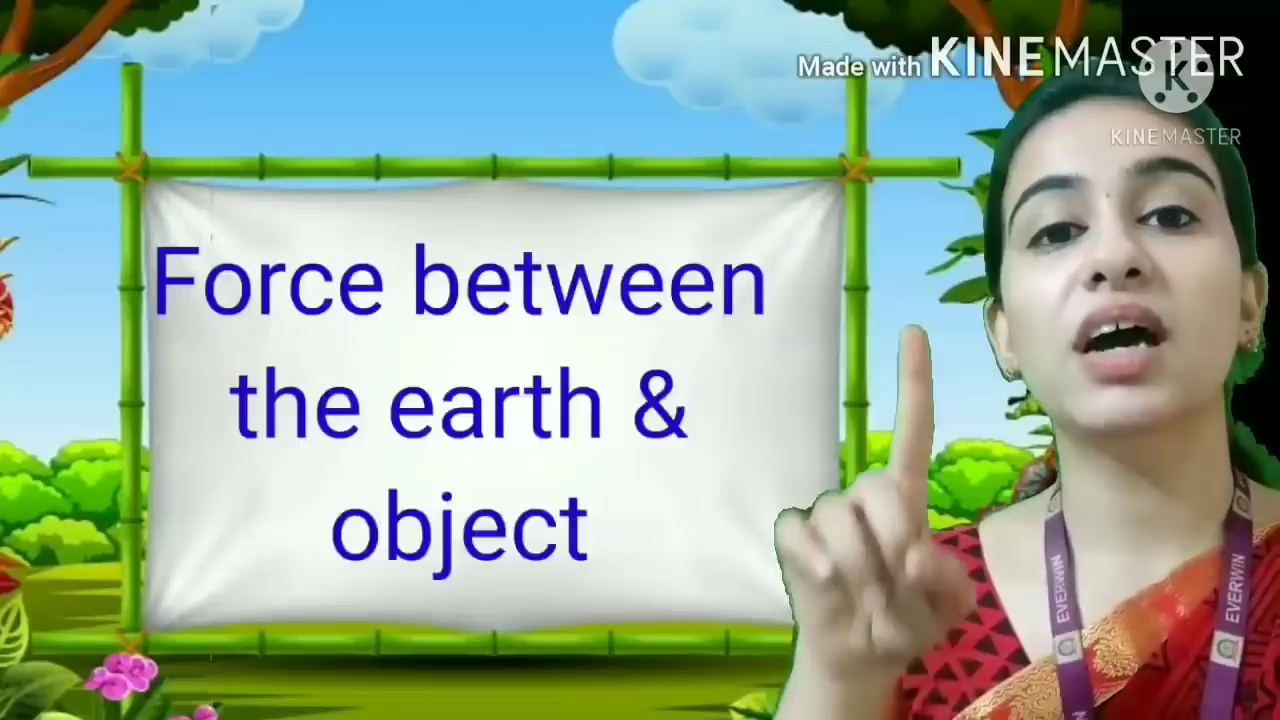 Made with KINEMASTER
KINEMASTER
Force between
the earth &
object
EVERWIN
EVERWIN